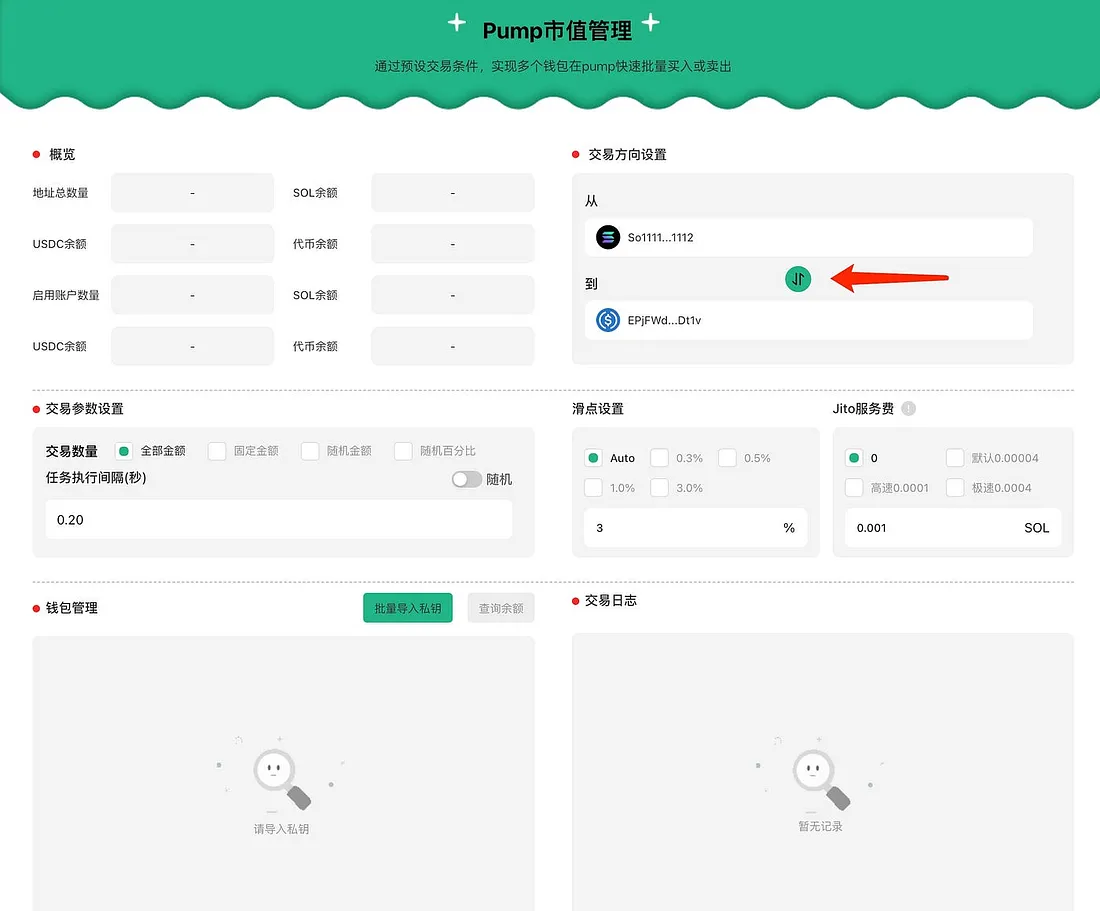 Pump市值管理
通过预设交易条件，实现多个钱包在pump快速批量买入或卖出
概览
地址总数量 - SOL余额 -
USDC余额 - 代币余额 -
启用账户数量 - SOL余额 -
USDC余额 - 代币余额 -
交易方向设置
从
So1111...1112
到
EPjFWd...Dt1v
交易参数设置
交易数量 全部金额 固定金额 随机金额 随机百分比
任务执行间隔(秒) 随机
0.20
滑点设置
Auto 0.3% 0.5%
1.0% 3.0%
3 %
Jito服务费 !
0 默认0.00004
高速0.0001 极速0.0004
0.001 SOL
钱包管理 批量导入私钥 查询余额
请导入私钥
交易日志
暂无记录